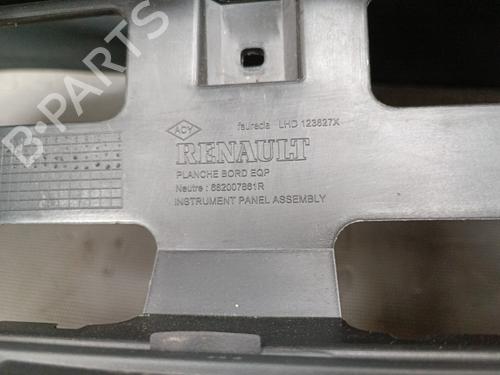 B-PARTS
ACY faurecia LHD 123627X
RENAULT
PLANCHE BORD EQP
Neutre : 682007861R
INSTRUMENT PANEL ASSEMBLY